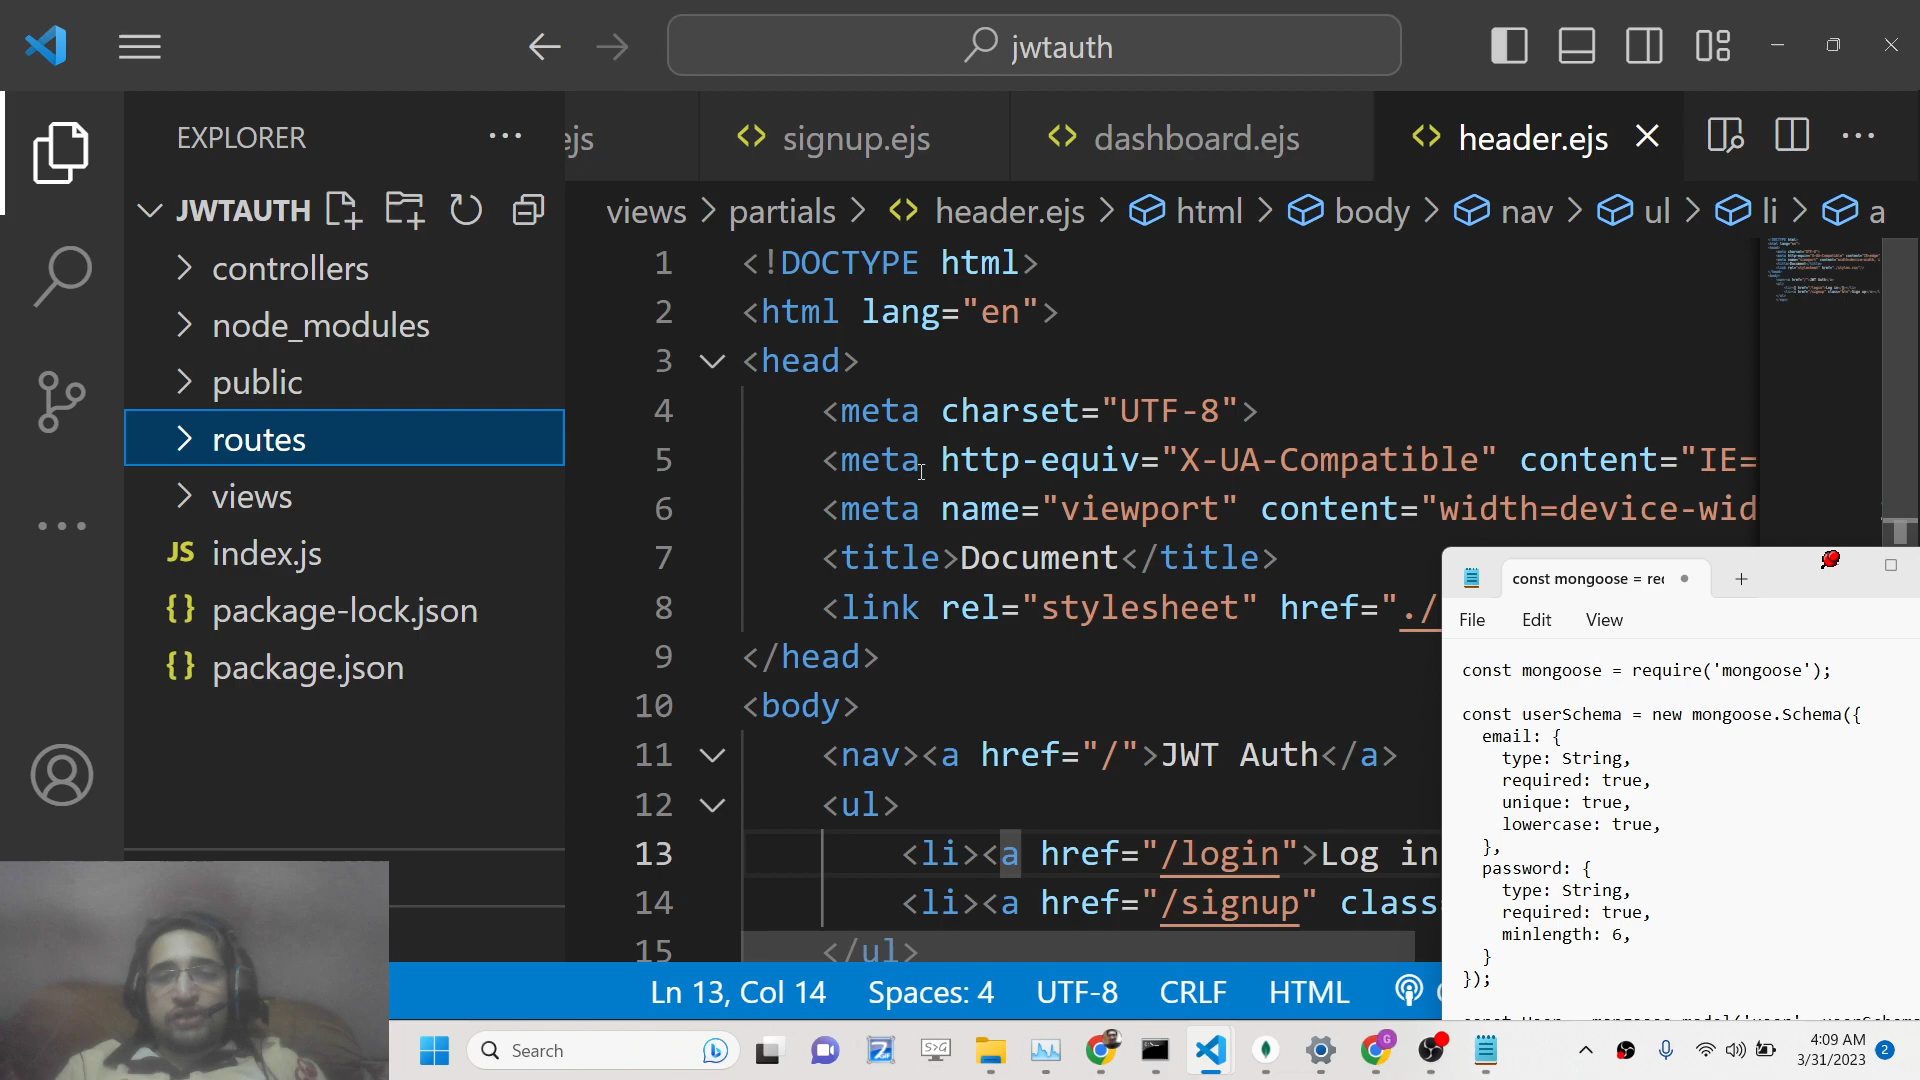 jwtauth
EXPLORER
ejs
signup.ejs
dashboard.ejs
header.ejs
JWTAUTH
controllers
node_modules
public
routes
views
JS index.js
{} package-lock.json
{} package.json
views > partials > header.ejs > html > body > nav > ul > li > a
1 <!DOCTYPE html>
2 <html lang="en">
3 <head>
4 <meta charset="UTF-8">
5 <meta http-equiv="X-UA-Compatible" content="IE=
6 <meta name="viewport" content="width=device-wid
7 <title>Document</title>
8 <link rel="stylesheet" href="./
9 </head>
10 <body>
11 <nav><a href="/">JWT Auth</a>
12 <ul>
13 <li><a href="/login">Log in
14 <li><a href="/signup" class
15 </ul>
const mongoose = rec
File Edit View
const mongoose = require('mongoose');
const userSchema = new mongoose.Schema({
email: {
type: String,
required: true,
unique: true,
lowercase: true,
},
password: {
type: String,
required: true,
minlength: 6,
}
});
Ln 13, Col 14 Spaces: 4 UTF-8 CRLF HTML
Search
4:09 AM
3/31/2023
2